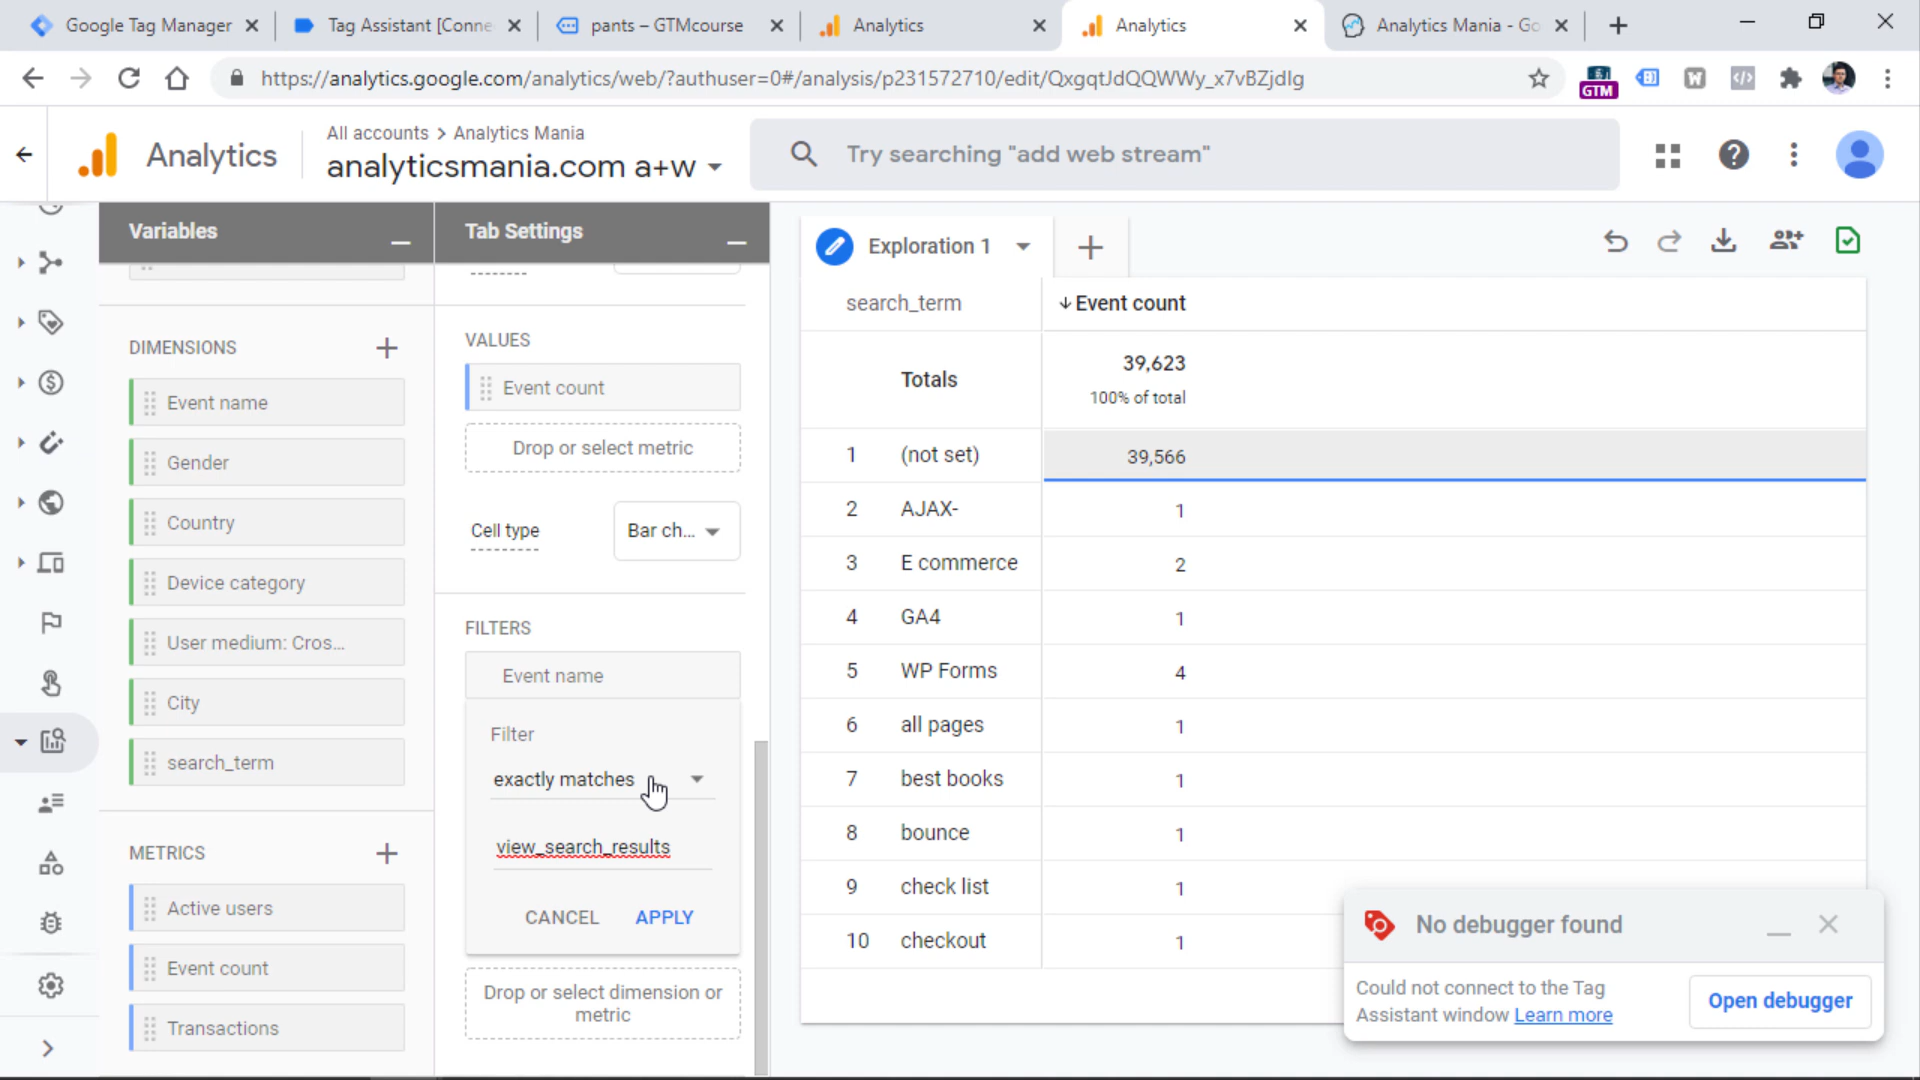 Google Tag Manager
Tag Assistant [Conne
pants – GTMcourse
Analytics
Analytics
Analytics Mania - Go
https://analytics.google.com/analytics/web/?authuser=0#/analysis/p231572710/edit/QxgqtJdQQWWy_x7vBZjdIg
GTM
W
Analytics
All accounts > Analytics Mania
analyticsmania.com a+w
Try searching "add web stream"
Variables
DIMENSIONS
Event name
Gender
Country
Device category
User medium: Cros...
City
search_term
METRICS
Active users
Event count
Transactions
Tab Settings
VALUES
Event count
Drop or select metric
Cell type
Bar ch...
FILTERS
Event name
Filter
exactly matches
view_search_results
CANCEL APPLY
Drop or select dimension or
metric
Exploration 1
search_term ↓ Event count
Totals 39,623
100% of total
1 (not set) 39,566
2 AJAX- 1
3 E commerce 2
4 GA4 1
5 WP Forms 4
6 all pages 1
7 best books 1
8 bounce 1
9 check list 1
10 checkout 1
No debugger found
Could not connect to the Tag
Assistant window Learn more
Open debugger